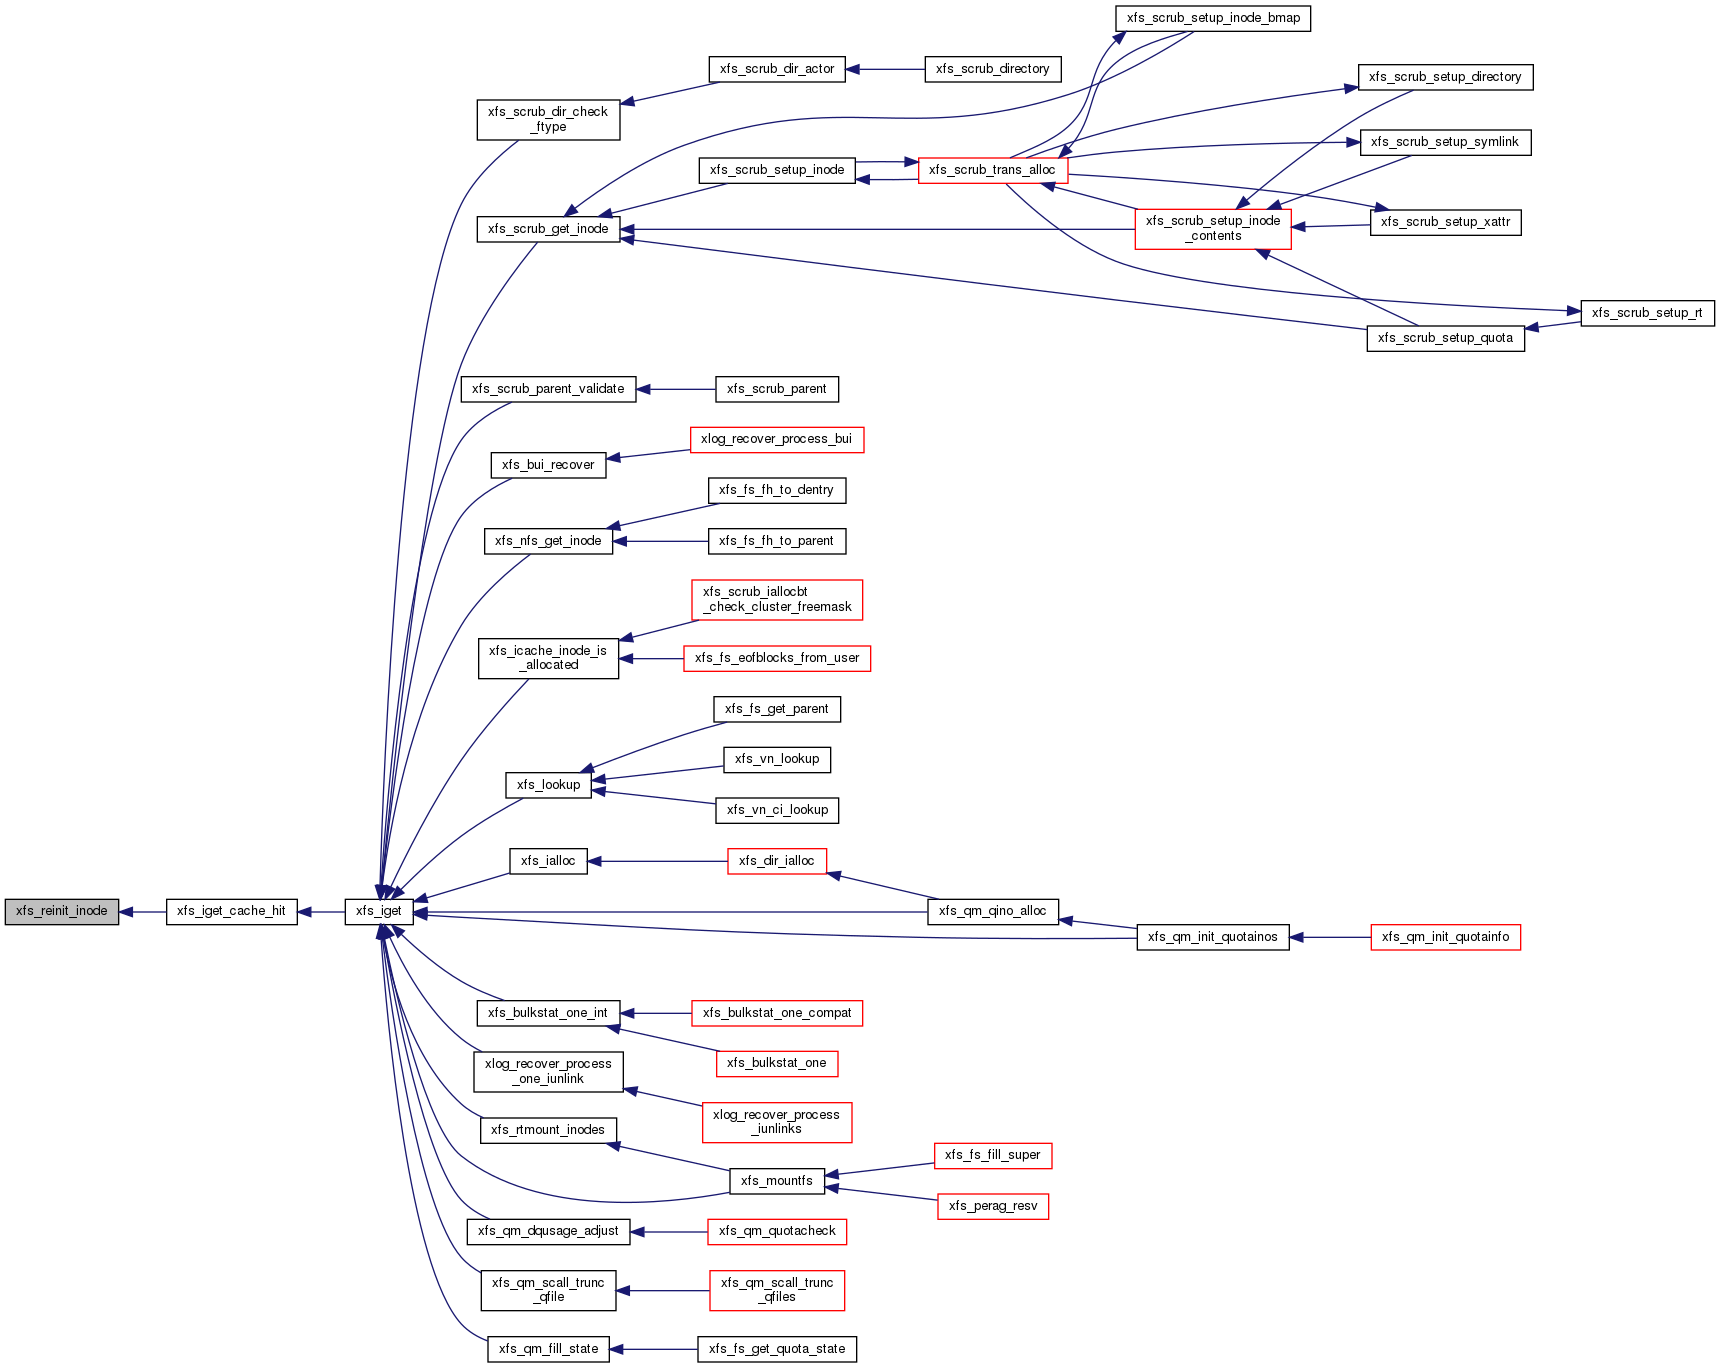 xfs_scrub_setup_inode_bmap
xfs_scrub_dir_actor
xfs_scrub_directory
xfs_scrub_setup_directory
xfs_scrub_dir_check
_ftype
xfs_scrub_setup_symlink
xfs_scrub_setup_inode
xfs_scrub_trans_alloc
xfs_scrub_get_inode
xfs_scrub_setup_inode
_contents
xfs_scrub_setup_xattr
xfs_scrub_setup_rt
xfs_scrub_setup_quota
xfs_scrub_parent_validate
xfs_scrub_parent
xlog_recover_process_bui
xfs_bui_recover
xfs_fs_fh_to_dentry
xfs_nfs_get_inode
xfs_fs_fh_to_parent
xfs_scrub_iallocbt
_check_cluster_freemask
xfs_icache_inode_is
_allocated
xfs_fs_eofblocks_from_user
xfs_fs_get_parent
xfs_vn_lookup
xfs_lookup
xfs_vn_ci_lookup
xfs_ialloc
xfs_dir_ialloc
xfs_reinit_inode
xfs_iget_cache_hit
xfs_iget
xfs_qm_qino_alloc
xfs_qm_init_quotainos
xfs_qm_init_quotainfo
xfs_bulkstat_one_int
xfs_bulkstat_one_compat
xfs_bulkstat_one
xlog_recover_process
_one_iunlink
xlog_recover_process
_iunlinks
xfs_rtmount_inodes
xfs_fs_fill_super
xfs_mountfs
xfs_perag_resv
xfs_qm_dqusage_adjust
xfs_qm_quotacheck
xfs_qm_scall_trunc
_qfile
xfs_qm_scall_trunc
_qfiles
xfs_qm_fill_state
xfs_fs_get_quota_state